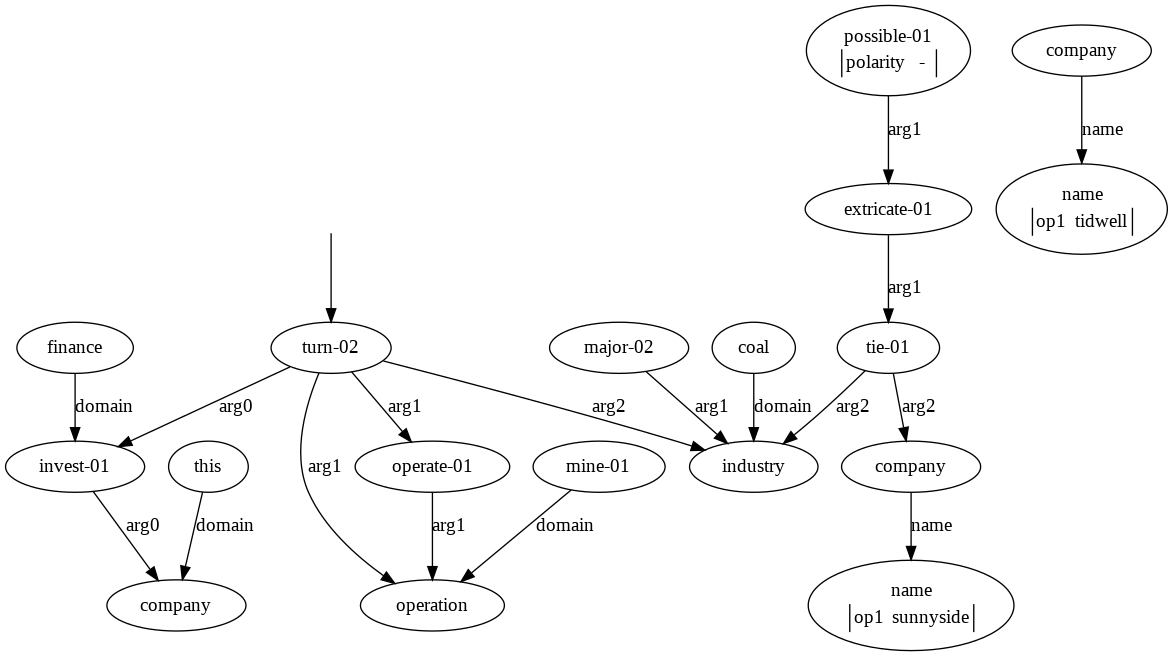 possible-01
polarity -
company
arg1
name
extricate-01
name
op1 tidwell
arg1
finance
turn-02
major-02
coal
tie-01
domain
arg0
arg1
arg2
arg1
domain
arg2
arg2
invest-01
this
arg1
operate-01
mine-01
industry
company
arg0
domain
arg1
domain
name
company
operation
name
op1 sunnyside